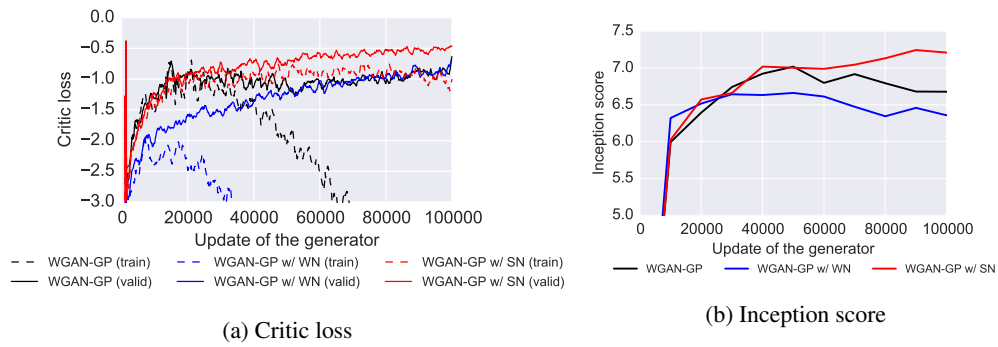 0.0
−0.5
−1.0
−1.5
−2.0
−2.5
−3.0
Critic loss
0 20000 40000 60000 80000 100000
Update of the generator
WGAN-GP (train) WGAN-GP w/ WN (train) WGAN-GP w/ SN (train)
WGAN-GP (valid) WGAN-GP w/ WN (valid) WGAN-GP w/ SN (valid)
(a) Critic loss
7.5
7.0
6.5
6.0
5.5
5.0
Inception score
0 20000 40000 60000 80000 100000
Update of the generator
WGAN-GP WGAN-GP w/ WN WGAN-GP w/ SN
(b) Inception score